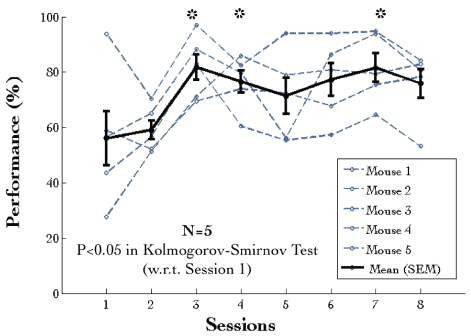 * * *
100
80
60
40
20
0
Performance (%)
N=5
P<0.05 in Kolmogorov-Smirnov Test
(w.r.t. Session 1)
Mouse 1
Mouse 2
Mouse 3
Mouse 4
Mouse 5
Mean (SEM)
1 2 3 4 5 6 7 8
Sessions